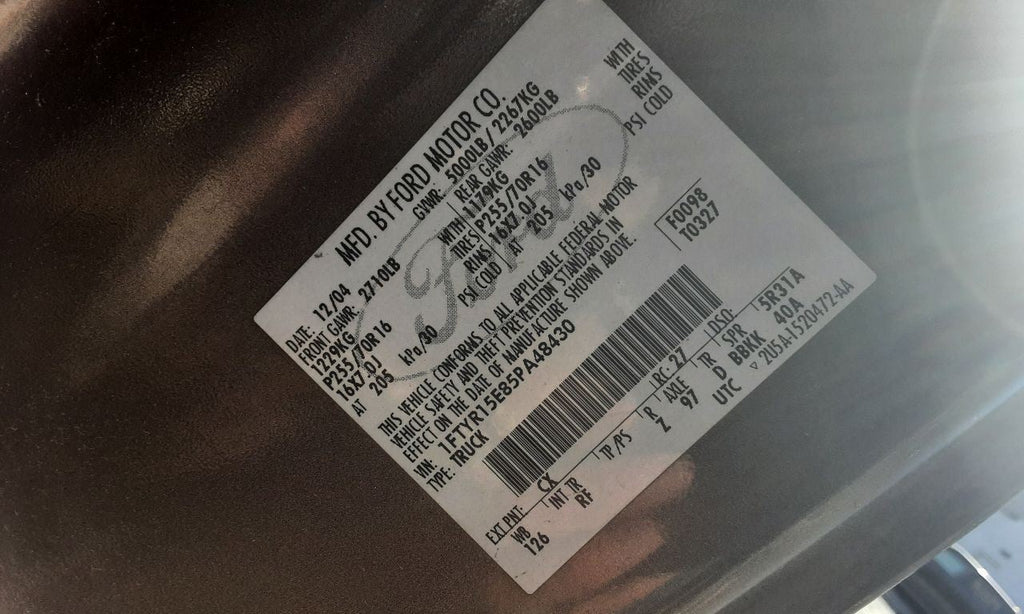 MFD. BY FORD MOTOR CO.
DATE: 12/04 GVWR: 5000LB / 2267KG
FRONT GAWR: 2710LB REAR GAWR: 2600LB
1229KG WITH 1179KG WITH
P255/70R16 TIRES P255/70R16 TIRES
16X7.0J RIMS 16X7.0J RIMS
AT 205 kPa/30 PSI COLD AT 205 kPa/30 PSI COLD
Ford
THIS VEHICLE CONFORMS TO ALL APPLICABLE FEDERAL MOTOR
VEHICLE SAFETY AND THEFT PREVENTION STANDARDS IN
EFFECT ON THE DATE OF MANUFACTURE SHOWN ABOVE.
VIN: 1FTYR15E85PA48430
TYPE: TRUCK
F0098
T0327
EXT PNT: CX RC: 27 DSO:
WB INT TR TP/PS R AXLE TR SPR
126 RF Z 97 D BBKK 40A 5R31A
UTC ▽ 2U5A-1520472-AA